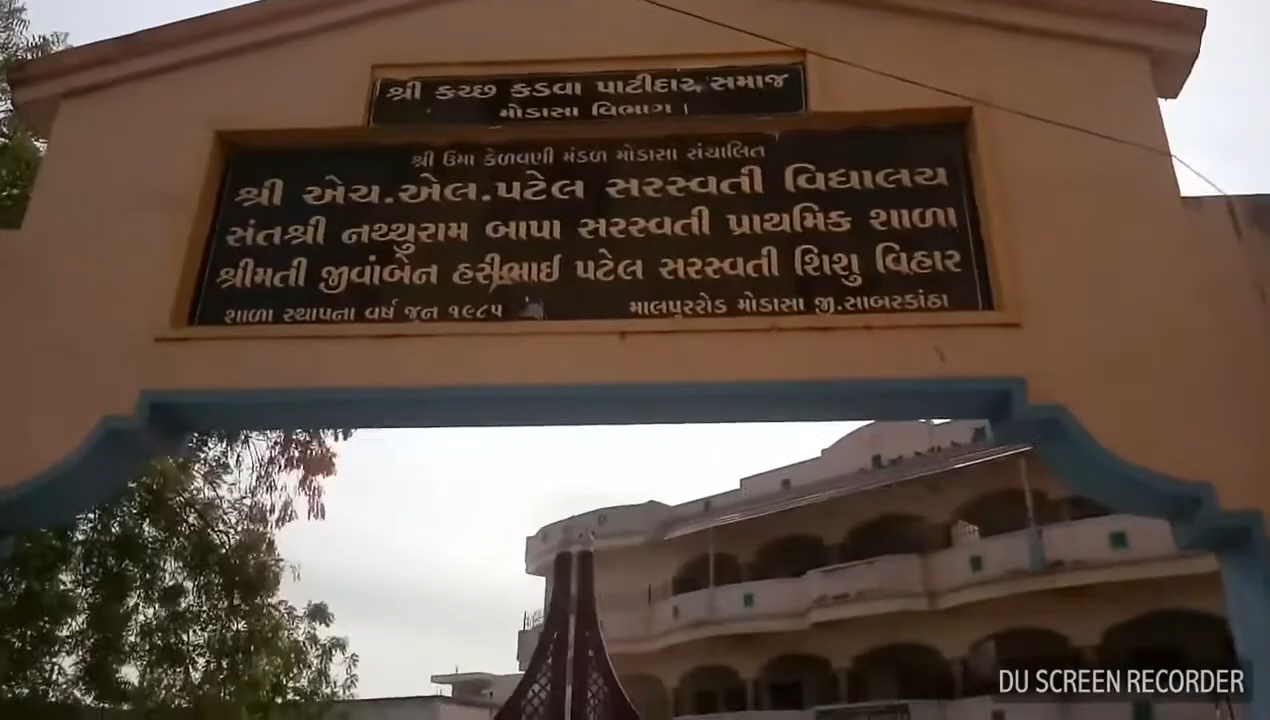 શ્રી કચ્છ કડવા પાટીદાર સમાજ
મોડાસા વિભાગ
શ્રી ઉમા કેળવણી મંડળ મોડાસા સંચાલિત
શ્રી એચ.એલ.પટેલ સરસ્વતી વિદ્યાલય
સંતશ્રી નથ્થુરામ બાપા સરસ્વતી પ્રાથમિક શાળા
શ્રીમતી જીવાંબેન હરીભાઈ પટેલ સરસ્વતી શિશુ વિહાર
શાળા સ્થાપના વર્ષ જૂન ૧૯૮૫ માલપુરરોડ મોડાસા જી.સાબરકાંઠા
DU SCREEN RECORDER